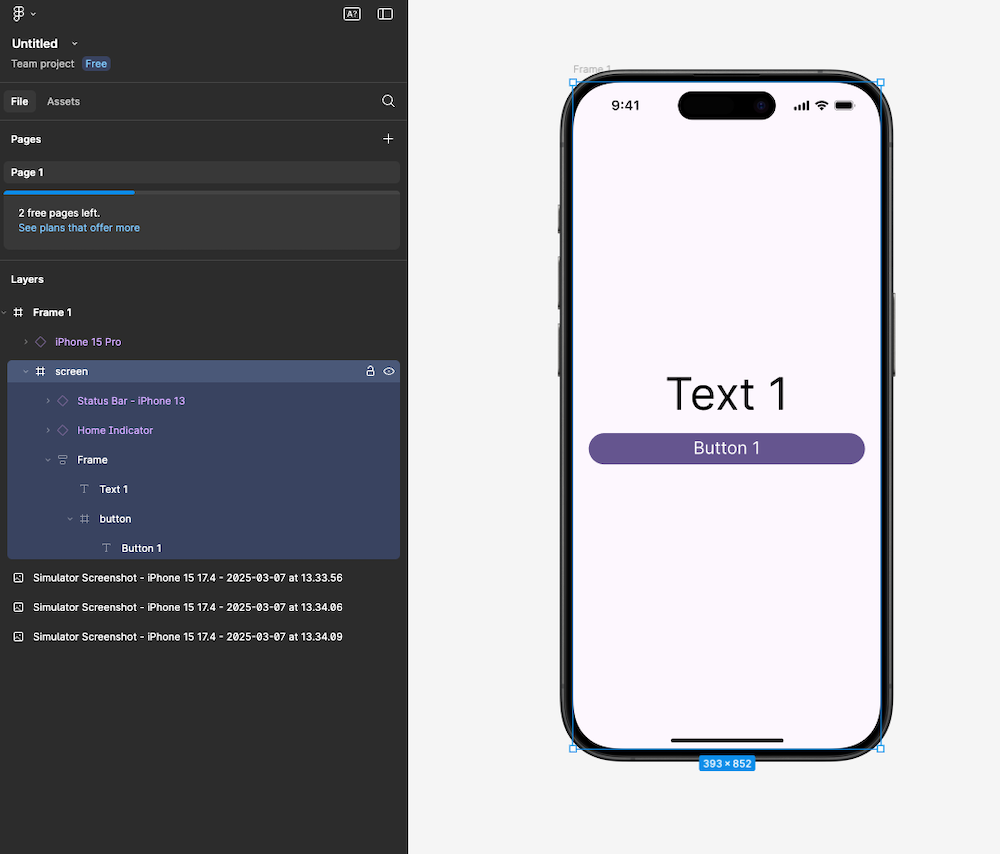 A?
Untitled
Team project Free
File Assets
Pages
Page 1
2 free pages left.
See plans that offer more
Layers
Frame 1
iPhone 15 Pro
screen
Status Bar - iPhone 13
Home Indicator
Frame
Text 1
button
Button 1
Simulator Screenshot - iPhone 15 17.4 - 2025-03-07 at 13.33.56
Simulator Screenshot - iPhone 15 17.4 - 2025-03-07 at 13.34.06
Simulator Screenshot - iPhone 15 17.4 - 2025-03-07 at 13.34.09
Frame 1
9:41
Text 1
Button 1
393 × 852